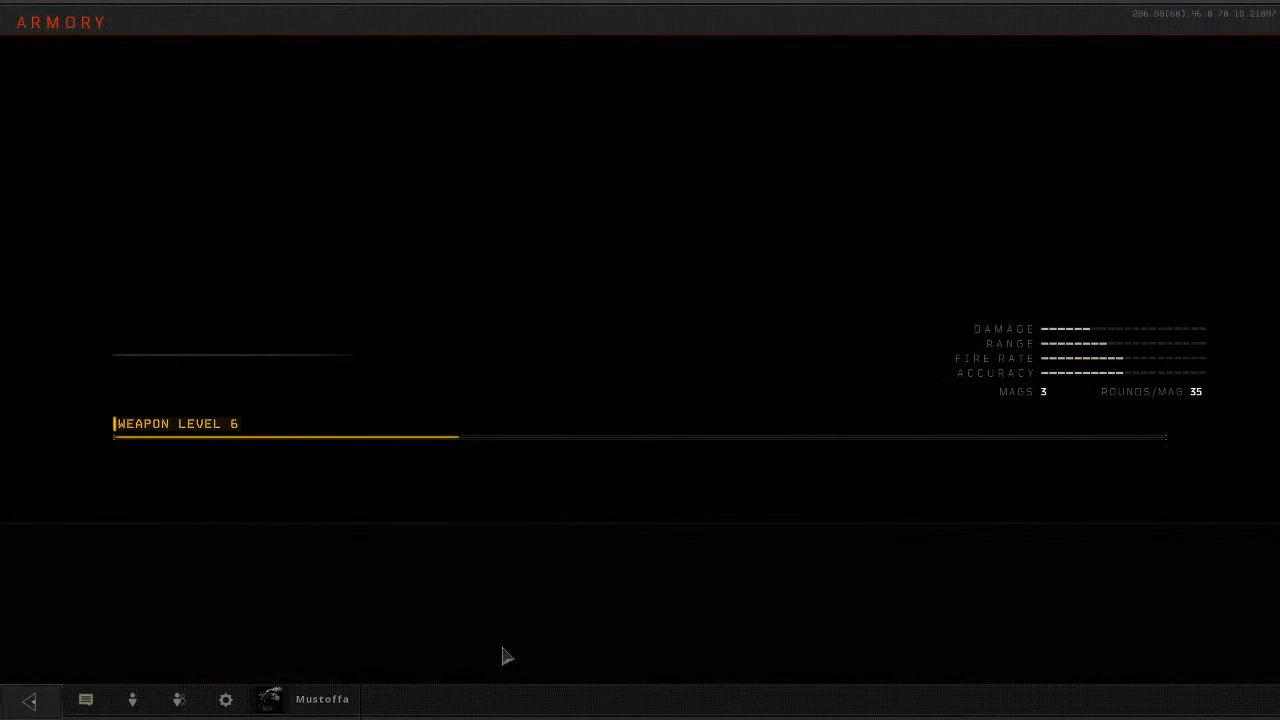 ARMORY
DAMAGE
RANGE
FIRE RATE
ACCURACY
MAGS 3 ROUNDS/MAG 35
WEAPON LEVEL 6
Mustoffa